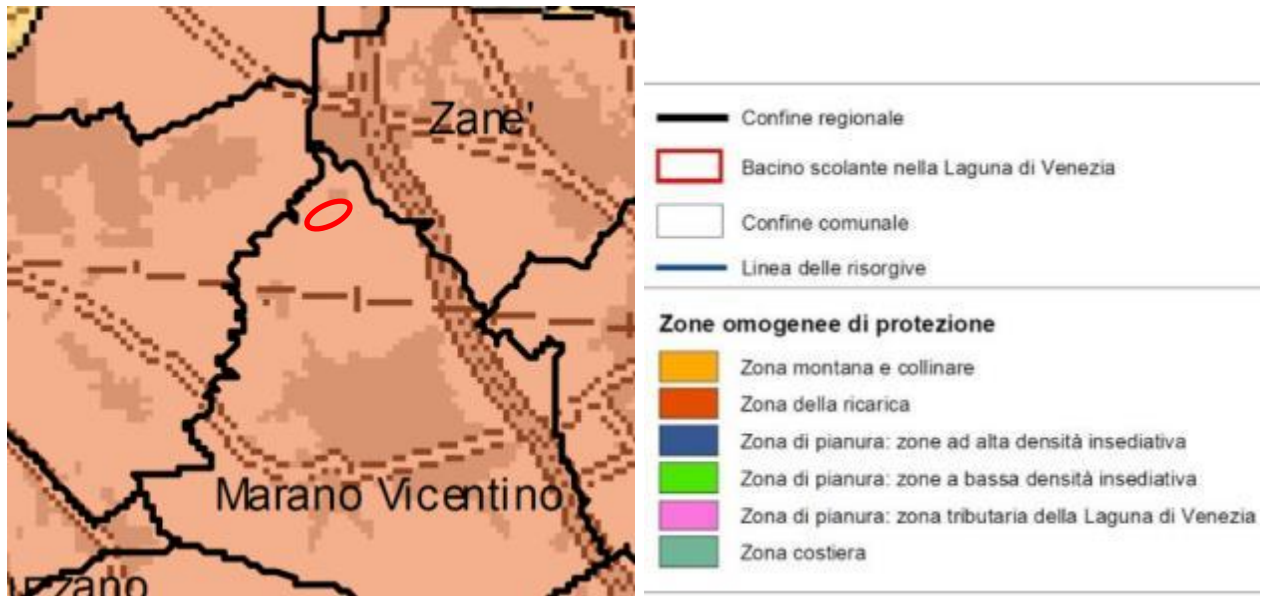 Zane'
Marano Vicentino
Confine regionale
Bacino scolante nella Laguna di Venezia
Confine comunale
Linea delle risorgive
Zone omogenee di protezione
Zona montana e collinare
Zona della ricarica
Zona di pianura: zone ad alta densità insediativa
Zona di pianura: zone a bassa densità insediativa
Zona di pianura: zona tributaria della Laguna di Venezia
Zona costiera